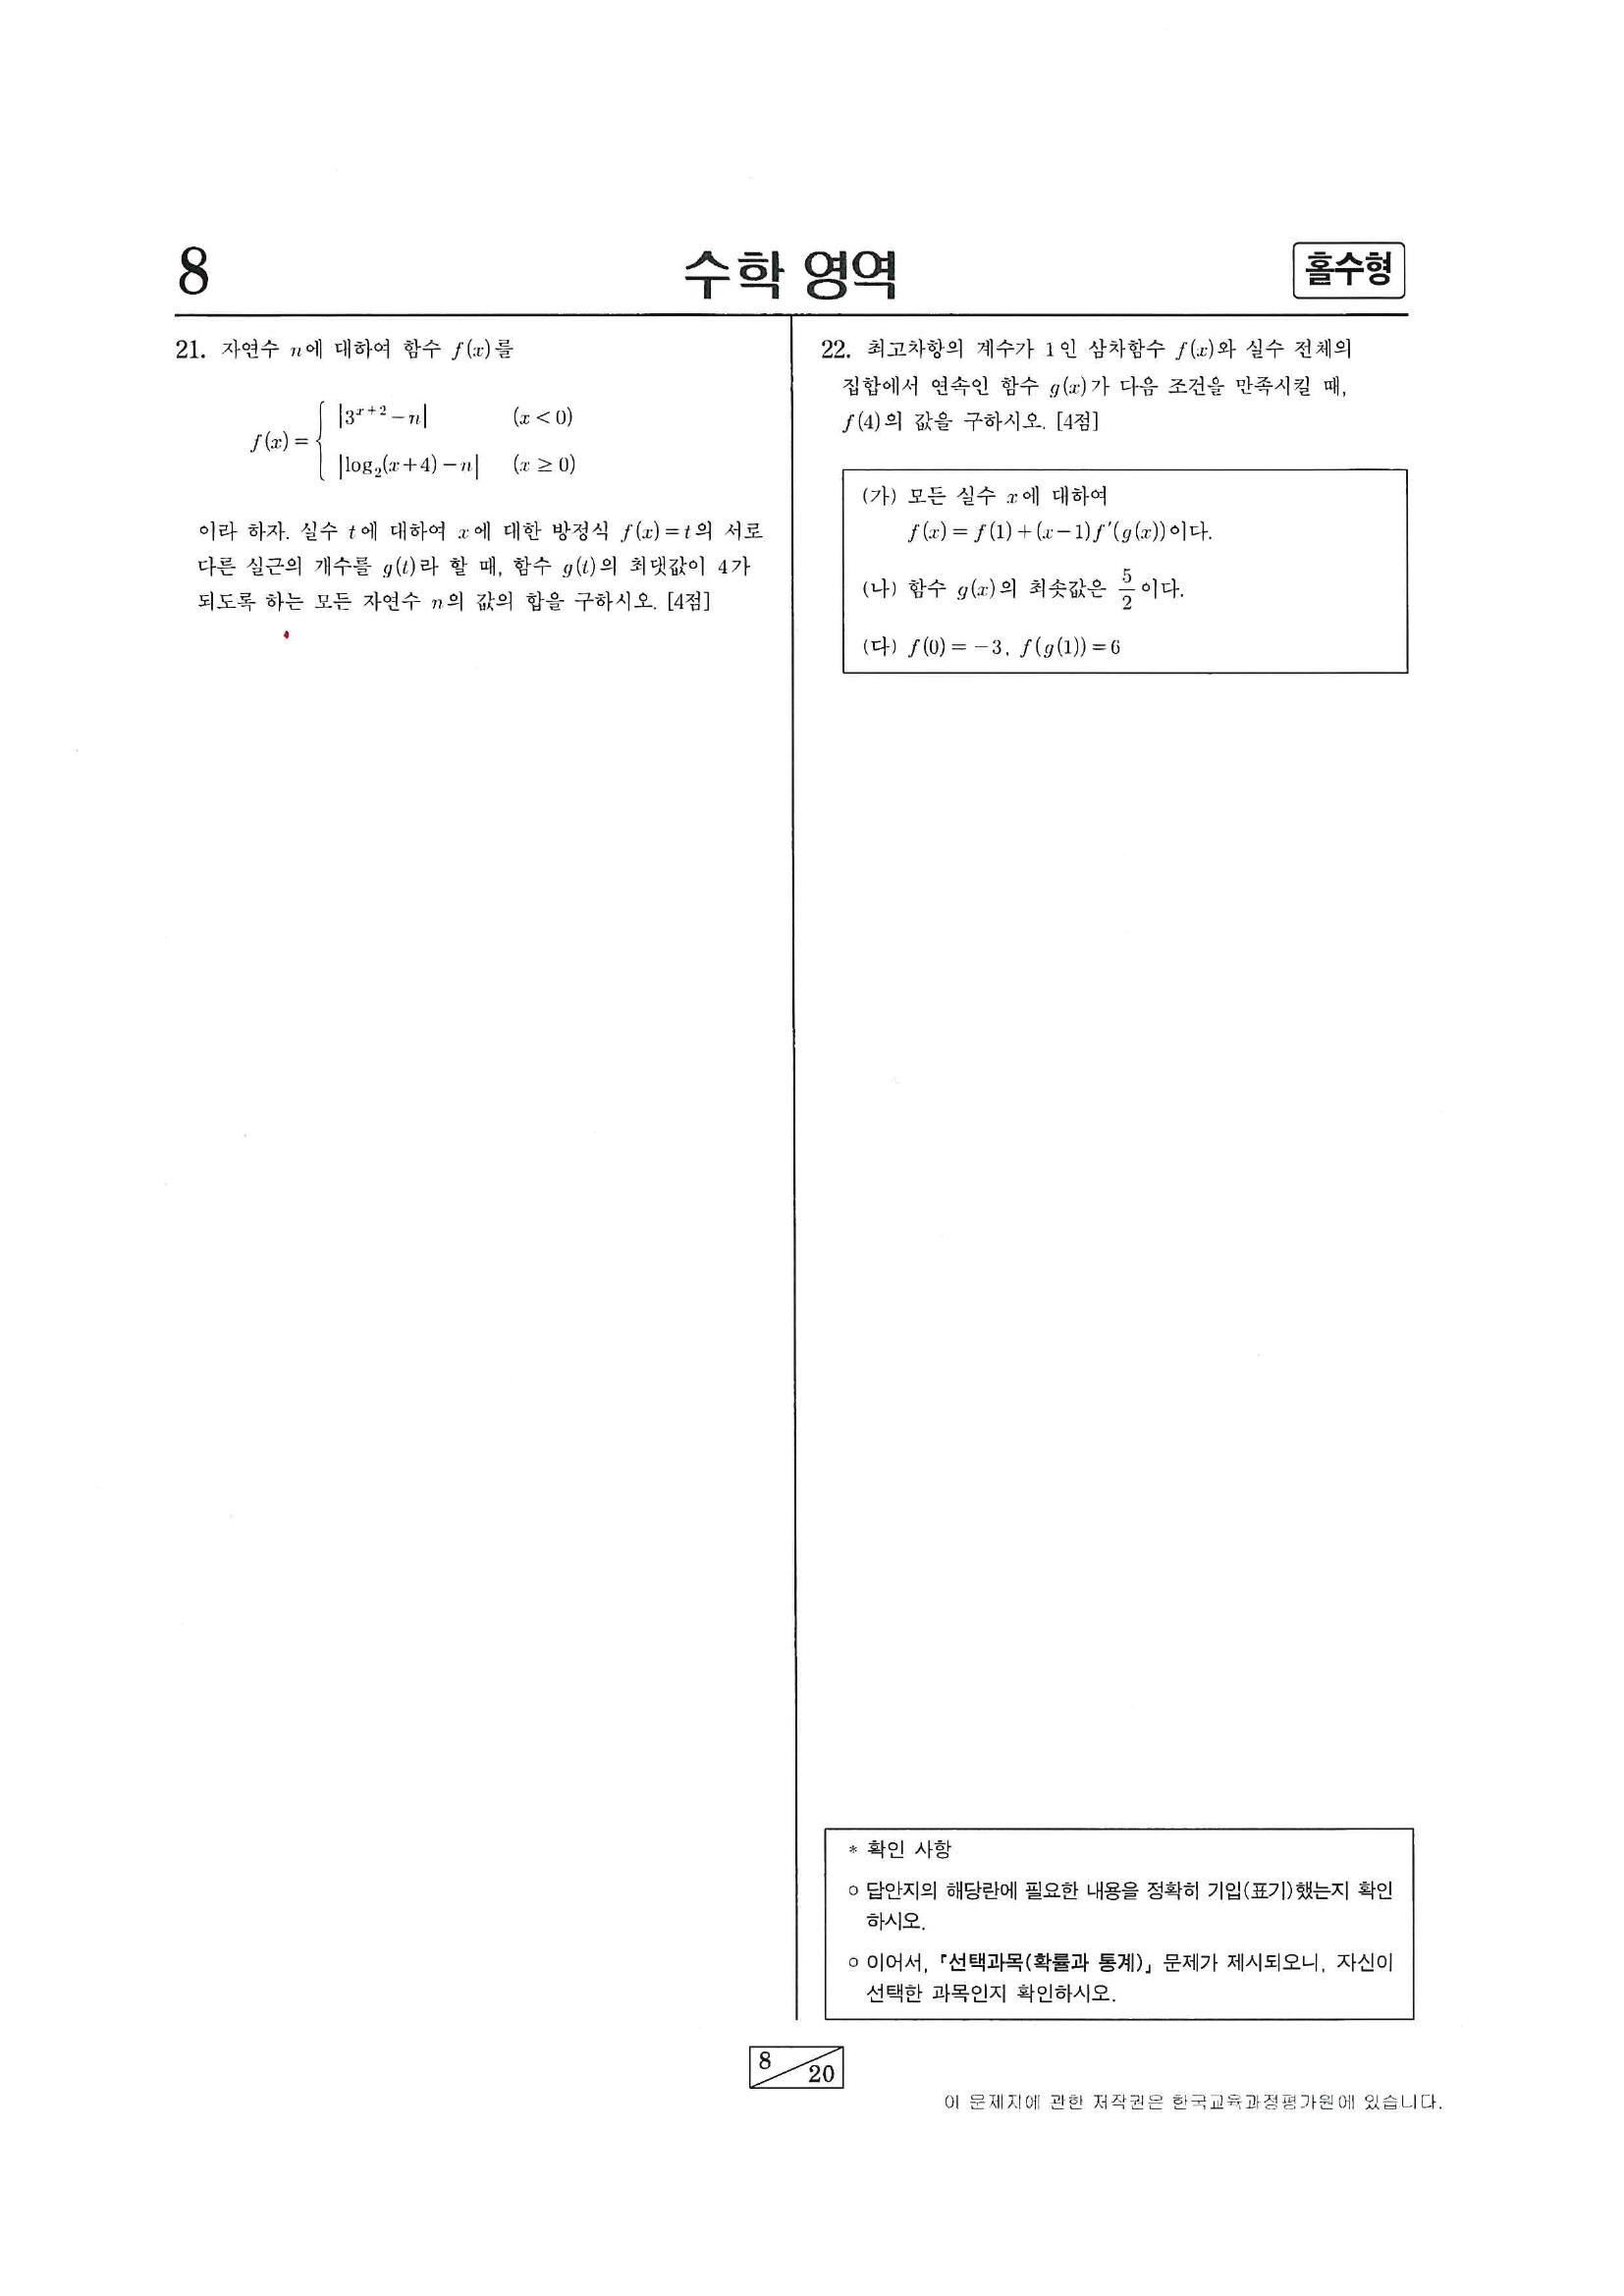 8
수학 영역
홀수형
21. 자연수 n에 대하여 함수 f(x)를
f(x) = { |3^{x+2} - n| (x < 0)
|log₂(x+4) - n| (x ≥ 0)
이라 하자. 실수 t에 대하여 x에 대한 방정식 f(x) = t의 서로
다른 실근의 개수를 g(t)라 할 때, 함수 g(t)의 최댓값이 4가
되도록 하는 모든 자연수 n의 값의 합을 구하시오. [4점]
22. 최고차항의 계수가 1인 삼차함수 f(x)와 실수 전체의
집합에서 연속인 함수 g(x)가 다음 조건을 만족시킬 때,
f(4)의 값을 구하시오. [4점]
(가) 모든 실수 x에 대하여
f(x) = f(1) + (x-1)f′(g(x))이다.
(나) 함수 g(x)의 최솟값은 5/2 이다.
(다) f(0) = -3, f(g(1)) = 6
* 확인 사항
○ 답안지의 해당란에 필요한 내용을 정확히 기입(표기)했는지 확인
하시오.
○ 이어서, 「선택과목(확률과 통계)」 문제가 제시되오니, 자신이
선택한 과목인지 확인하시오.
8
20
이 문제지에 관한 저작권은 한국교육과정평가원에 있습니다.